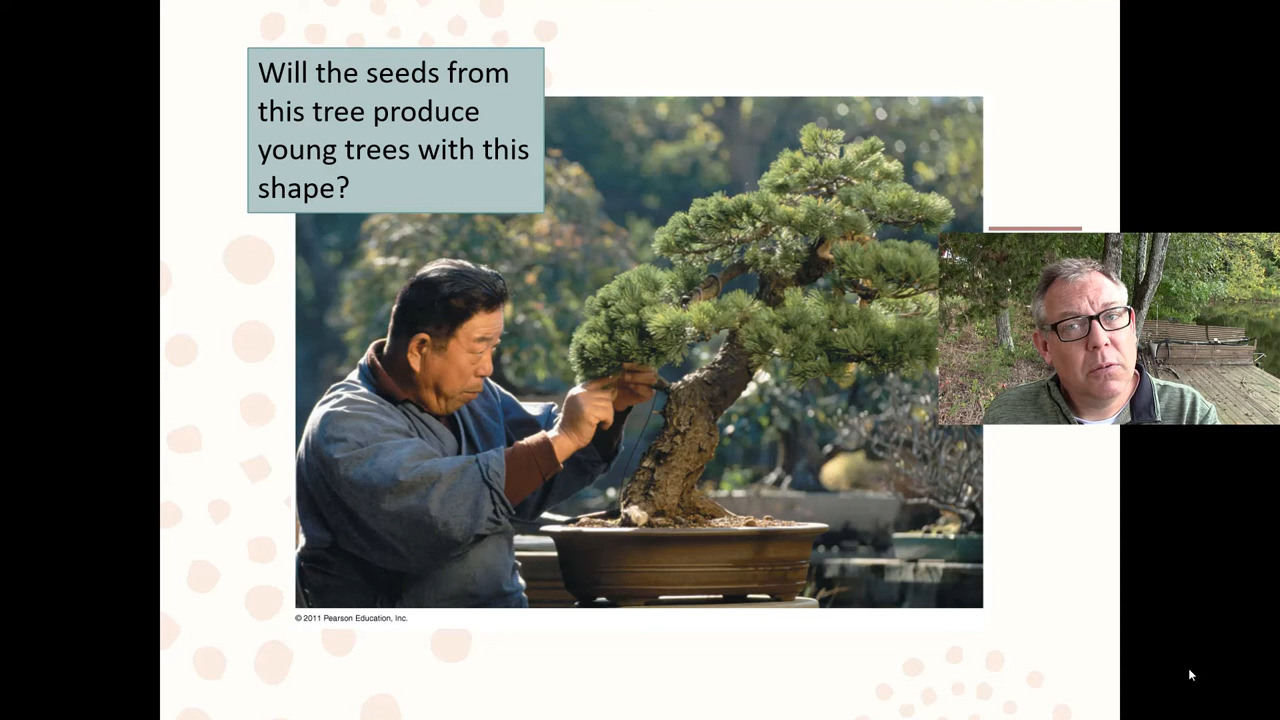 Will the seeds from
this tree produce
young trees with this
shape?
© 2011 Pearson Education, Inc.